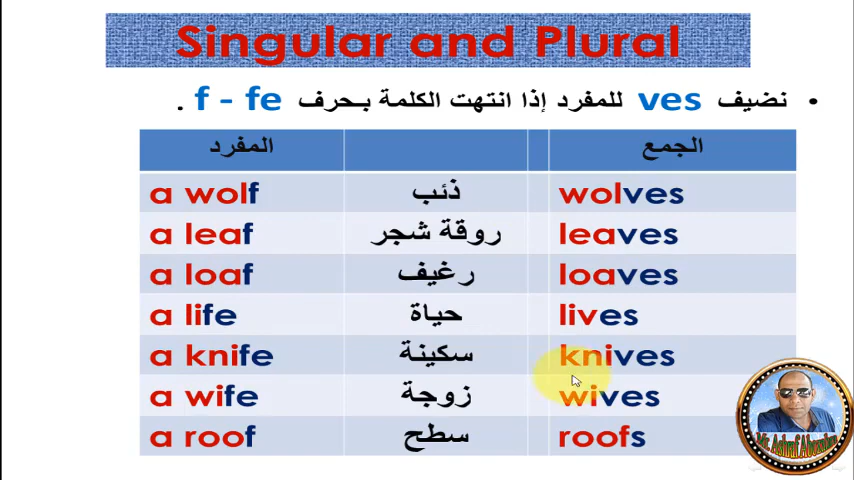 Singular and Plural
• نضيف ves للمفرد إذا انتهت الكلمة بـحرف f - fe .
المفرد الجمع
a wolf ذئب wolves
a leaf روقة شجر leaves
a loaf رغيف loaves
a life حياة lives
a knife سكينة knives
a wife زوجة wives
a roof سطح roofs